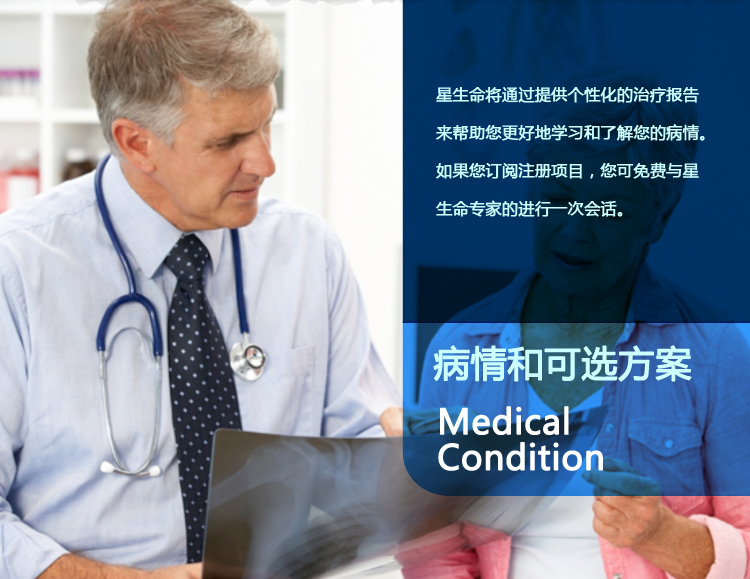 星生命将通过提供个性化的治疗报告
来帮助您更好地学习和了解您的病情。
如果您订阅注册项目，您可免费与星
生命专家的进行一次会话。
病情和可选方案
Medical
Condition